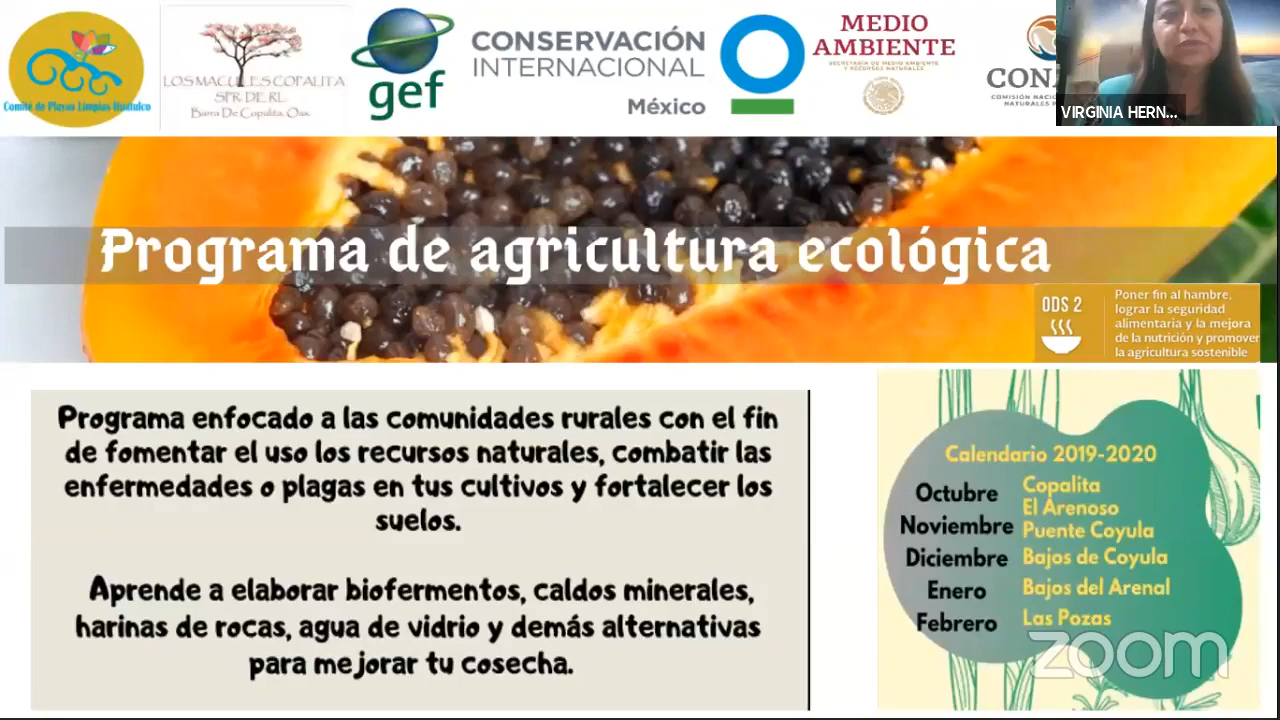 Comité de Playas Limpias Huatulco
LOS MACUILES COPALITA
SPR DE RL
Barra De Copalita, Oax.
gef
CONSERVACIÓN
INTERNACIONAL
México
MEDIO
AMBIENTE
SECRETARÍA DE MEDIO AMBIENTE
Y RECURSOS NATURALES
CONA
COMISIÓN NACIO
NATURALES P
VIRGINIA HERN...
Programa de agricultura ecológica
ODS 2
Poner fin al hambre,
lograr la seguridad
alimentaria y la mejora
de la nutrición y promover
la agricultura sostenible
Programa enfocado a las comunidades rurales con el fin
de fomentar el uso los recursos naturales, combatir las
enfermedades o plagas en tus cultivos y fortalecer los
suelos.
Aprende a elaborar biofermentos, caldos minerales,
harinas de rocas, agua de vidrio y demás alternativas
para mejorar tu cosecha.
Calendario 2019-2020
Octubre Copalita
El Arenoso
Noviembre Puente Coyula
Diciembre Bajos de Coyula
Enero Bajos del Arenal
Febrero Las Pozas
zoom